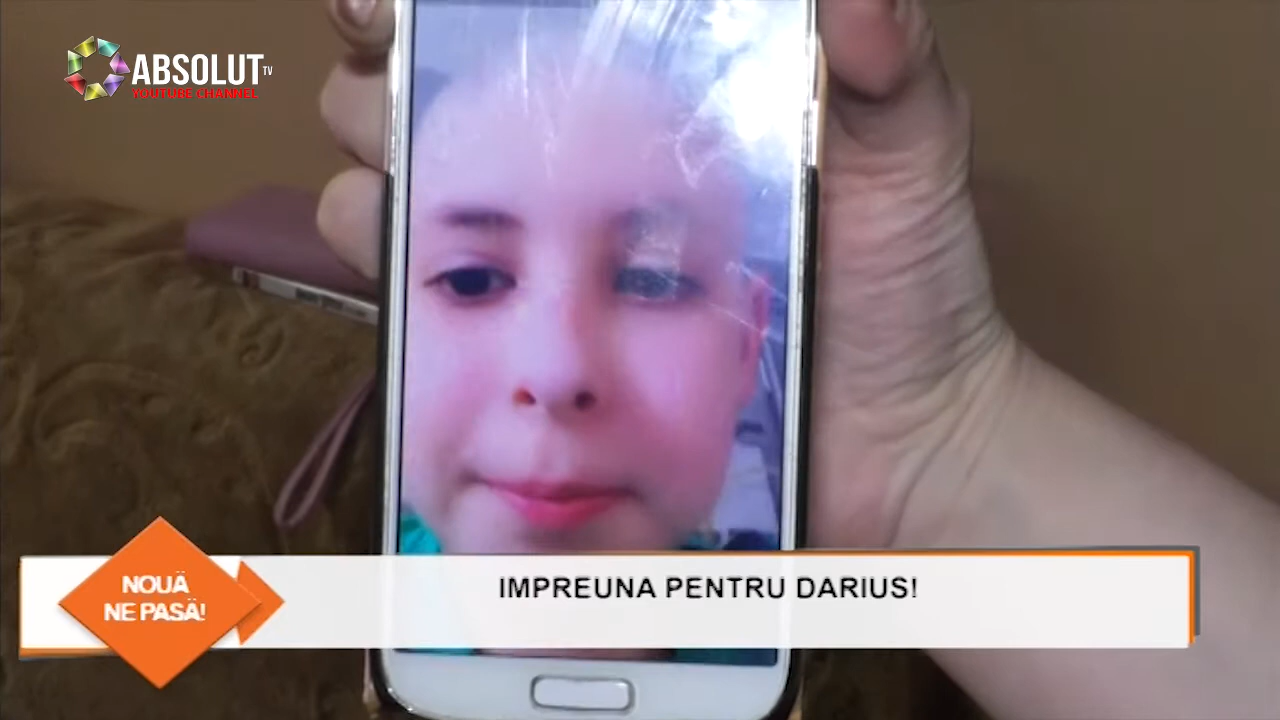 ABSOLUT TV
YOUTUBE CHANNEL
IMPREUNA PENTRU DARIUS!
NOUĂ
NE PASĂ!